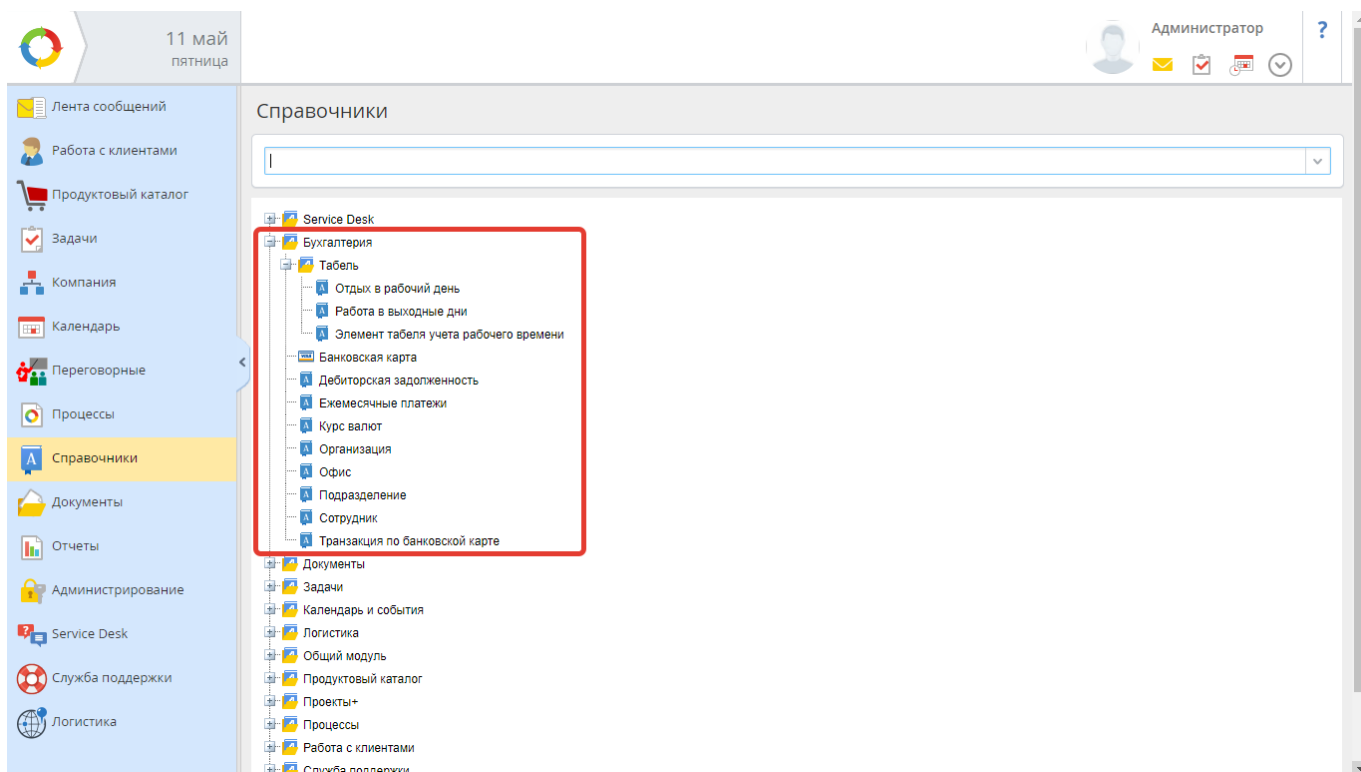 11 май
пятница
Администратор
?
Лента сообщений
Работа с клиентами
Продуктовый каталог
Задачи
Компания
Календарь
Переговорные
Процессы
Справочники
Документы
Отчеты
Администрирование
Service Desk
Служба поддержки
Логистика
Справочники
Service Desk
Бухгалтерия
Табель
Отдых в рабочий день
Работа в выходные дни
Элемент табеля учета рабочего времени
Банковская карта
Дебиторская задолженность
Ежемесячные платежи
Курс валют
Организация
Офис
Подразделение
Сотрудник
Транзакция по банковской карте
Документы
Задачи
Календарь и события
Логистика
Общий модуль
Продуктовый каталог
Проекты+
Процессы
Работа с клиентами
Служба поддержки